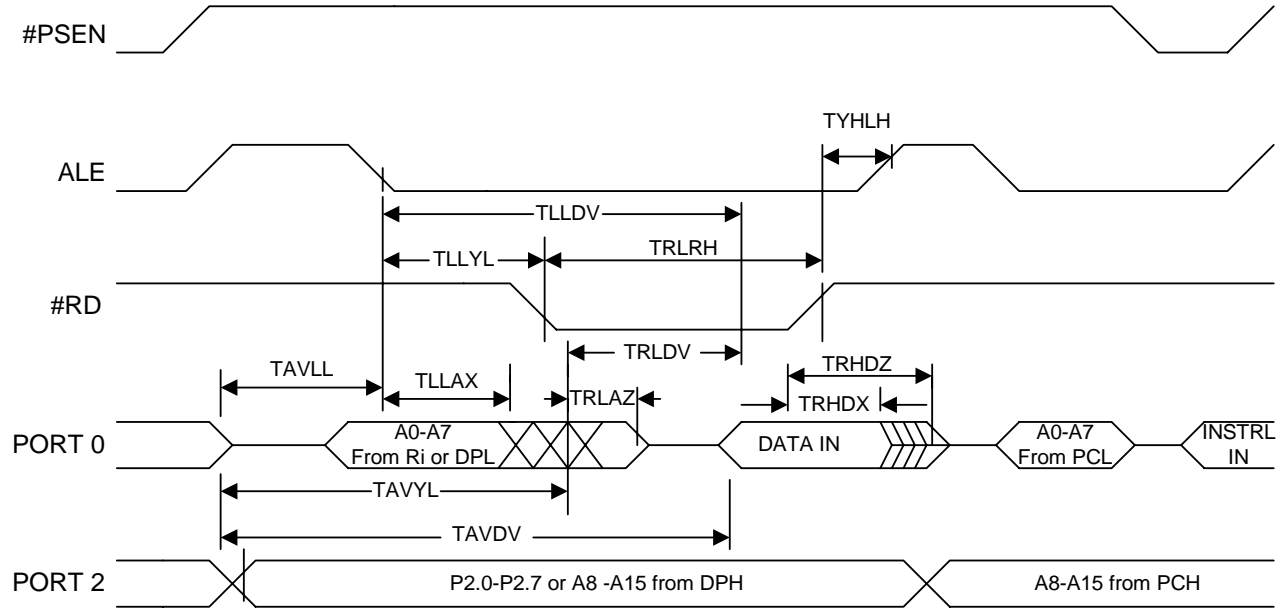 #PSEN
TYHLH
ALE
TLLDV
TLLYL
TRLRH
#RD
TRLDV
TAVLL
TLLAX
TRHDZ
TRLAZ
TRHDX
PORT 0
A0-A7
From Ri or DPL
DATA IN
A0-A7
From PCL
INSTRL
IN
TAVYL
TAVDV
PORT 2
P2.0-P2.7 or A8 -A15 from DPH
A8-A15 from PCH